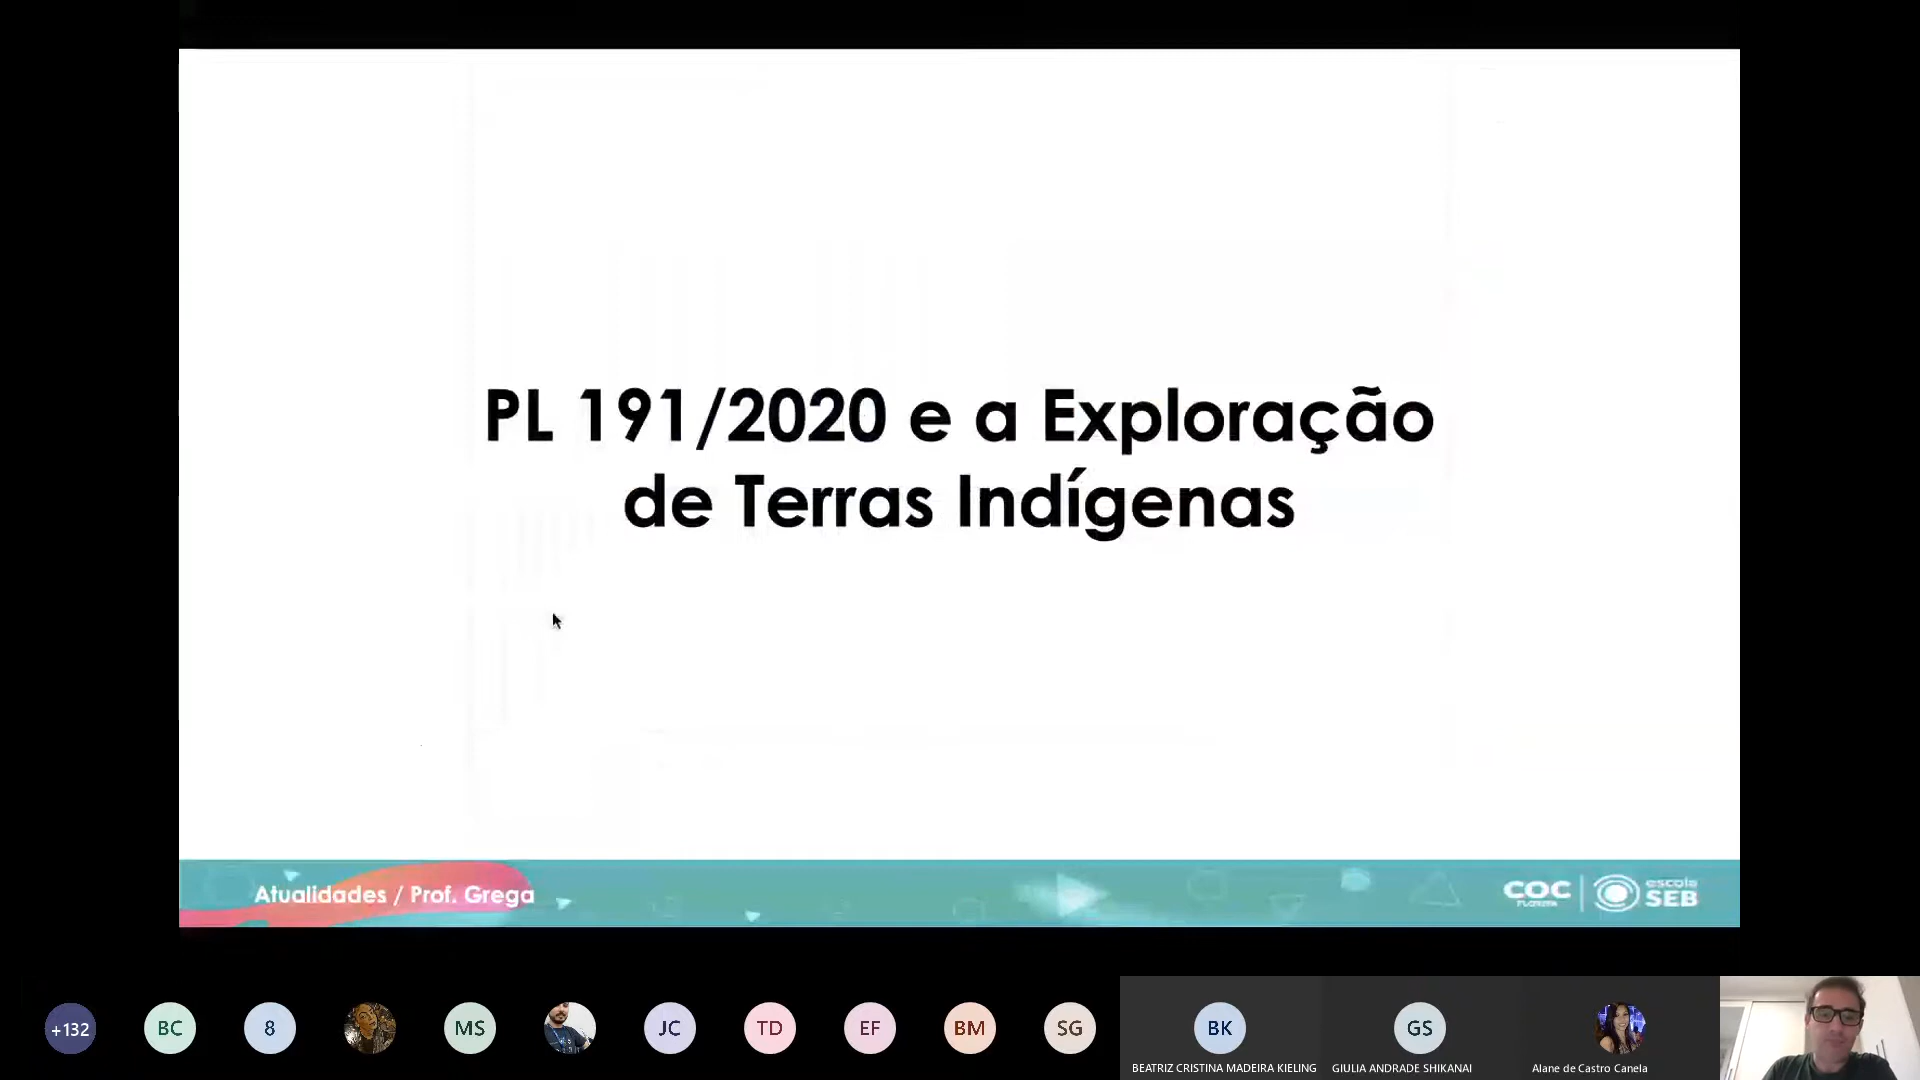 PL 191/2020 e a Exploração
de Terras Indígenas
Atualidades / Prof. Grega
COC
escola
SEB
+132
BC
8
MS
JC
TD
EF
BM
SG
BK
GS
BEATRIZ CRISTINA MADEIRA KIELING
GIULIA ANDRADE SHIKANAI
Alane de Castro Canela